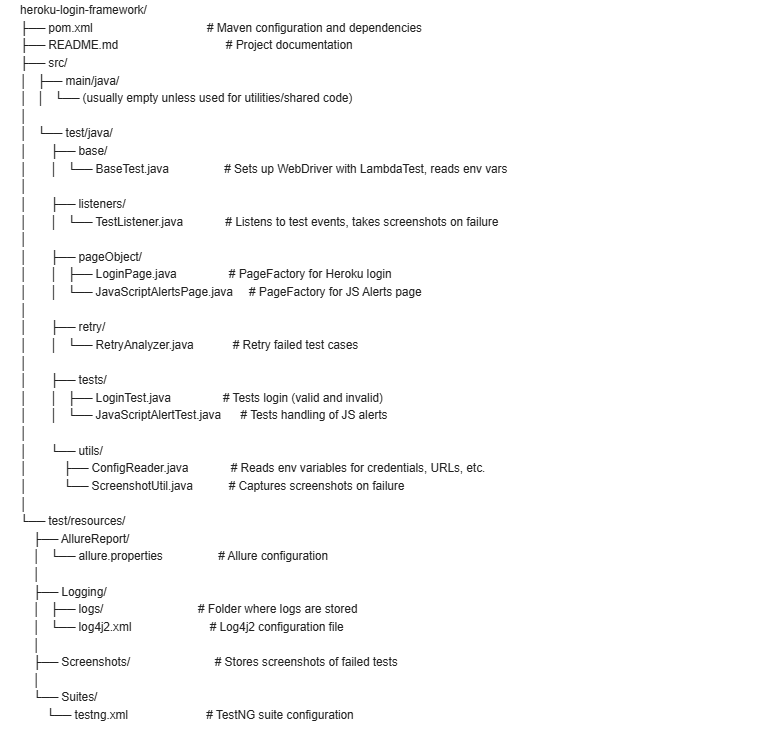 heroku-login-framework/
├── pom.xml # Maven configuration and dependencies
├── README.md # Project documentation
├── src/
│ ├── main/java/
│ │ └── (usually empty unless used for utilities/shared code)
│
│ └── test/java/
│ ├── base/
│ │ └── BaseTest.java # Sets up WebDriver with LambdaTest, reads env vars
│
│ ├── listeners/
│ │ └── TestListener.java # Listens to test events, takes screenshots on failure
│
│ ├── pageObject/
│ │ ├── LoginPage.java # PageFactory for Heroku login
│ │ └── JavaScriptAlertsPage.java # PageFactory for JS Alerts page
│
│ ├── retry/
│ │ └── RetryAnalyzer.java # Retry failed test cases
│
│ ├── tests/
│ │ ├── LoginTest.java # Tests login (valid and invalid)
│ │ └── JavaScriptAlertTest.java # Tests handling of JS alerts
│
│ └── utils/
│ ├── ConfigReader.java # Reads env variables for credentials, URLs, etc.
│ └── ScreenshotUtil.java # Captures screenshots on failure
│
└── test/resources/
├── AllureReport/
│ └── allure.properties # Allure configuration
│
├── Logging/
│ ├── logs/ # Folder where logs are stored
│ └── log4j2.xml # Log4j2 configuration file
│
├── Screenshots/ # Stores screenshots of failed tests
│
└── Suites/
└── testng.xml # TestNG suite configuration